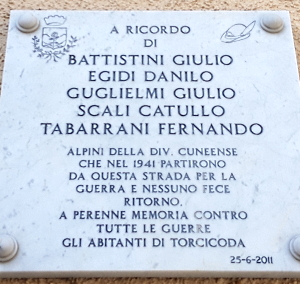 A RICORDO
DI
BATTISTINI GIULIO
EGIDI DANILO
GUGLIELMI GIULIO
SCALI CATULLO
TABARRANI FERNANDO
ALPINI DELLA DIV. CUNEENSE
CHE NEL 1941 PARTIRONO
DA QUESTA STRADA PER LA
GUERRA E NESSUNO FECE
RITORNO.
A PERENNE MEMORIA CONTRO
TUTTE LE GUERRE
GLI ABITANTI DI TORCICODA
25-6-2011